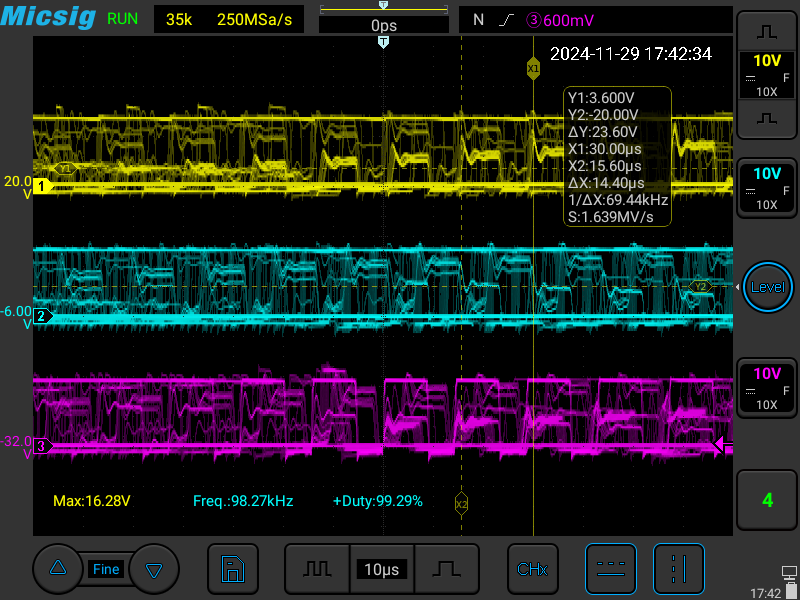 Micsig RUN 35k 250MSa/s 0ps N 3 600mV
T
T
2024-11-29 17:42:34
X1
10V
F
10X
Y1:3.600V
Y2:-20.00V
ΔY:23.60V
X1:30.00µs
X2:15.60µs
ΔX:14.40µs
1/ΔX:69.44kHz
S:1.639MV/s
Y1
20.0 1
V
10V
F
10X
Y2
Level
-6.00 2
V
10V
F
10X
-32.0 3
V
Max:16.28V Freq.:98.27kHz +Duty:99.29%
X2
4
Fine 10µs CHx
17:42